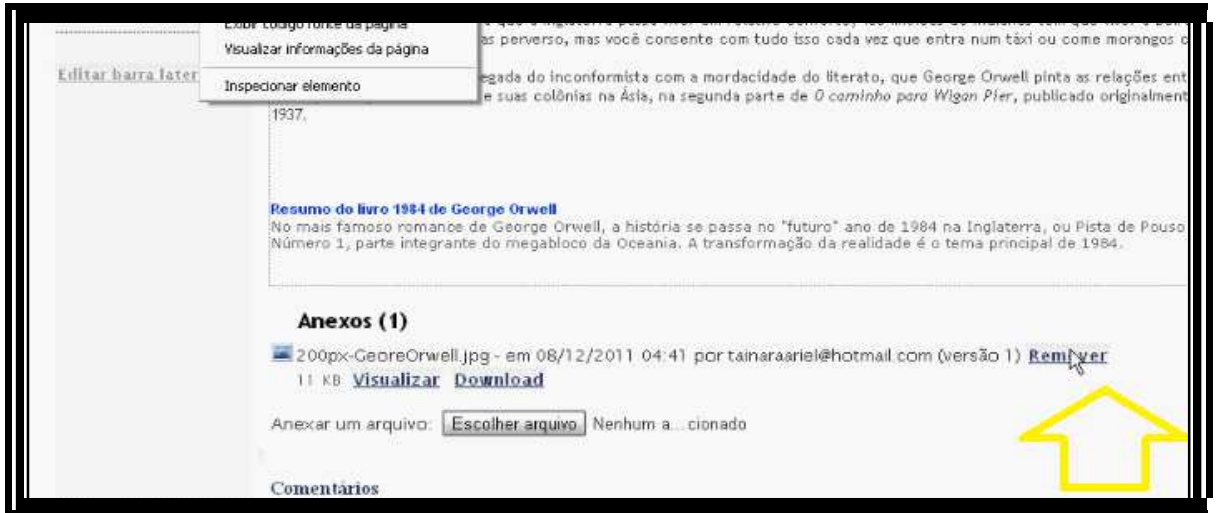 Exibir código fonte da página
Visualizar informações da página
Inspecionar elemento
Editar barra later
as perverso, mas você consente com tudo isso cada vez que entra num táxi ou come morangos c
egada do inconformista com a mordacidade do literato, que George Orwell pinta as relações ent
e suas colônias na Ásia, na segunda parte de O caminho para Wigan Pier, publicado originalment
1937.
Resumo do livro 1984 de George Orwell
No mais famoso romance de George Orwell, a história se passa no "futuro" ano de 1984 na Inglaterra, ou Pista de Pouso
Número 1, parte integrante do megabloco da Oceania. A transformação da realidade é o tema principal de 1984.
Anexos (1)
200px-GeoreOrwell.jpg - em 08/12/2011 04:41 por tainaraariel@hotmail.com (versão 1) Remover
11 KB Visualizar Download
Anexar um arquivo: Escolher arquivo Nenhum a...cionado
Comentários